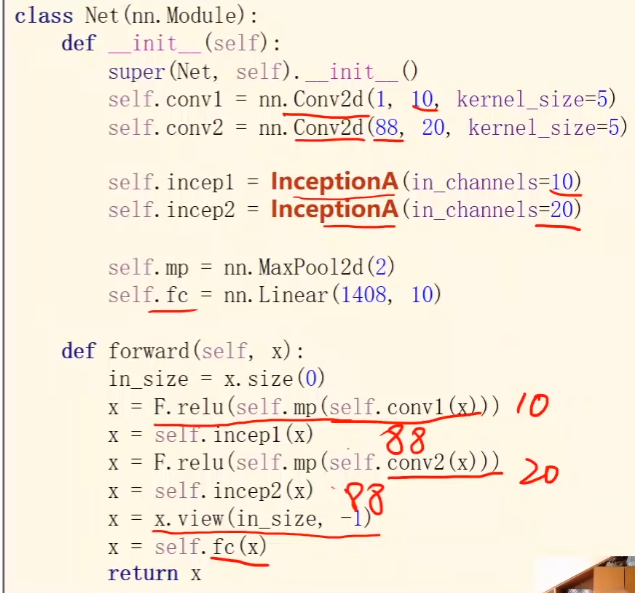 class Net(nn.Module):
    def __init__(self):
        super(Net, self).__init__()
        self.conv1 = nn.Conv2d(1, 10, kernel_size=5)
        self.conv2 = nn.Conv2d(88, 20, kernel_size=5)

        self.incep1 = InceptionA(in_channels=10)
        self.incep2 = InceptionA(in_channels=20)

        self.mp = nn.MaxPool2d(2)
        self.fc = nn.Linear(1408, 10)

    def forward(self, x):
        in_size = x.size(0)
        x = F.relu(self.mp(self.conv1(x))) 10
        x = self.incep1(x) 88
        x = F.relu(self.mp(self.conv2(x))) 20
        x = self.incep2(x) 88
        x = x.view(in_size, -1)
        x = self.fc(x)
        return x